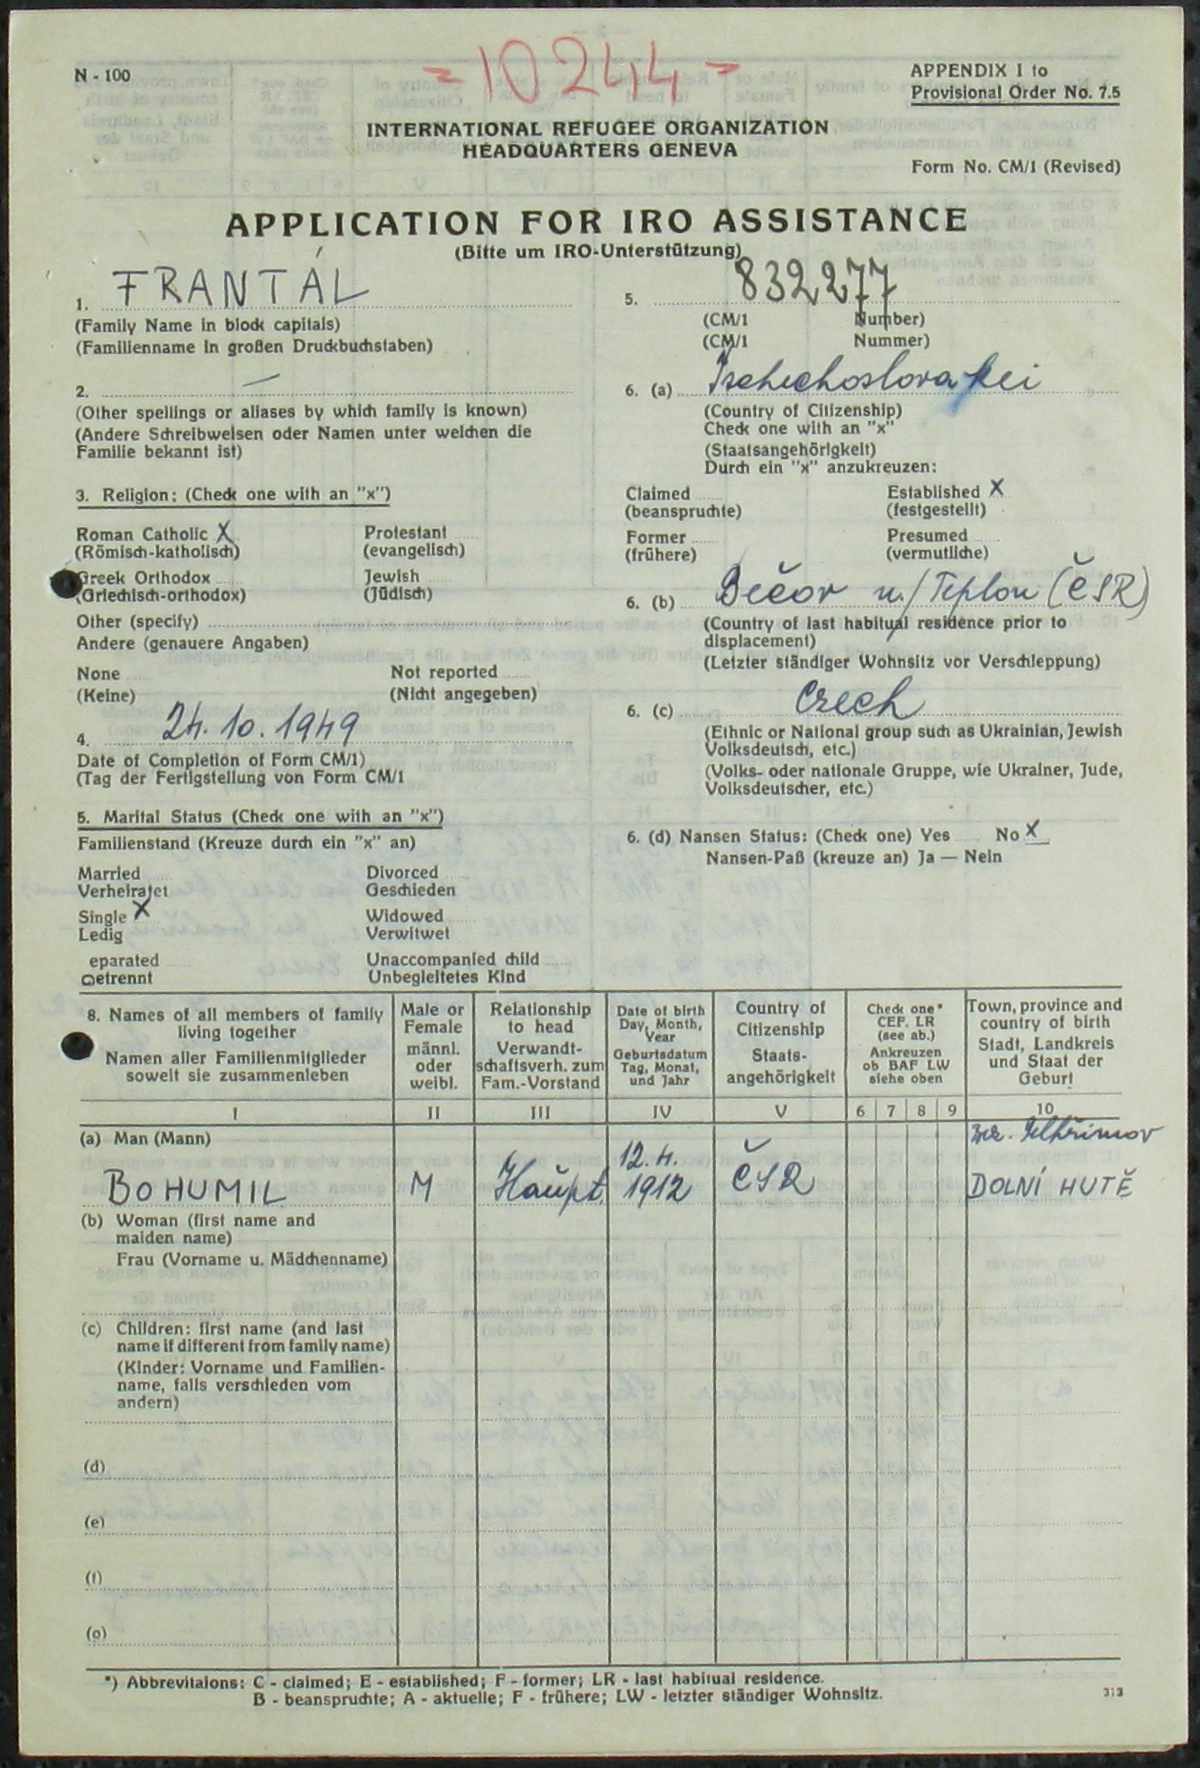 = 10244 =
N - 100
APPENDIX 1 to
Provisional Order No. 7.5
INTERNATIONAL REFUGEE ORGANIZATION
HEADQUARTERS GENEVA
Form No. CM/1 (Revised)
APPLICATION FOR IRO ASSISTANCE
(Bitte um IRO-Unterstützung)
1. FRANTÁL
(Family Name in block capitals)
(Familienname in großen Druckbuchstaben)
5. 832277
(CM/1 Number)
(CM/1 Nummer)
2. —
(Other spellings or aliases by which family is known)
(Andere Schreibweisen oder Namen unter welchen die
Familie bekannt ist)
6. (a) Tschechoslovakei
(Country of Citizenship)
Check one with an "x"
(Staatsangehörigkeit)
Durch ein "x" anzukreuzen:
3. Religion: (Check one with an "x")
Claimed Established X
(beanspruchte) (festgestellt)
Roman Catholic X Protestant
(Römisch-katholisch) (evangelisch)
Former Presumed
(frühere) (vermutliche)
Greek Orthodox Jewish
(Griechisch-orthodox) (Jüdisch)
Other (specify)
Andere (genauere Angaben)
6. (b) Bečov n./Teplou (ČSR)
(Country of last habitual residence prior to
displacement)
(Letzter ständiger Wohnsitz vor Verschleppung)
None Not reported
(Keine) (Nicht angegeben)
4. 24. 10. 1949
Date of Completion of Form CM/1)
(Tag der Fertigstellung von Form CM/1
6. (c) Czech
(Ethnic or National group such as Ukrainian, Jewish
Volksdeutsch, etc.)
(Volks- oder nationale Gruppe, wie Ukrainer, Jude,
Volksdeutscher, etc.)
5. Marital Status (Check one with an "x")
Familienstand (Kreuze durch ein "x" an)
6. (d) Nansen Status: (Check one) Yes No X
Nansen-Paß (kreuze an) Ja — Nein
Married Divorced
Verheiratet Geschieden
Single X Widowed
Ledig Verwitwet
eparated Unaccompanied child
Getrennt Unbegleitetes Kind
8. Names of all members of family
living together
Namen aller Familienmitglieder
soweit sie zusammenleben
Male or
Female
männl.
oder
weibl.
Relationship
to head
Verwandt-
schaftsverh. zum
Fam.-Vorstand
Date of birth
Day, Month,
Year
Geburtsdatum
Tag, Monat,
und Jahr
Country of
Citizenship
Staats-
angehörigkeit
Check one*
CEF. LR
(see ab.)
Ankreuzen
ob BAF LW
siehe oben
Town, province and
country of birth
Stadt, Landkreis
und Staat der
Geburt
I II III IV V 6 7 8 9 10
(a) Man (Mann)
BOHUMIL M Haupt 12. 4. 1912 ČSR
DOLNÍ HUTĚ
(b) Woman (first name and
maiden name)
Frau (Vorname u. Mädchenname)
(c) Children: first name (and last
name if different from family name)
(Kinder: Vorname und Familien-
name, falls verschieden vom
andern)
(d)
(e)
(f)
(g)
*) Abbrevitaions: C - claimed; E - established; F - former; LR - last habitual residence.
B - beanspruchte; A - aktuelle; F - frühere; LW - letzter ständiger Wohnsitz.
313